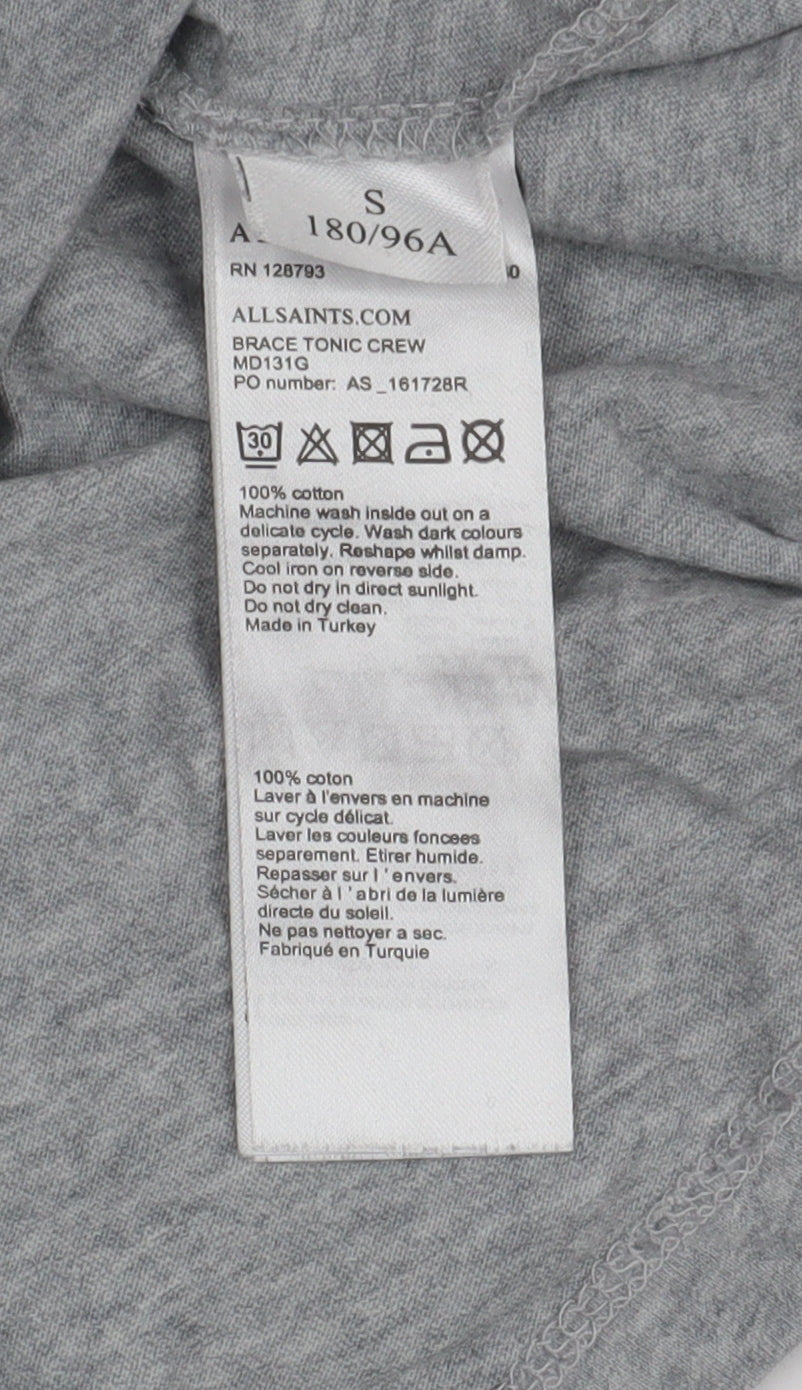 S
180/96A
A
RN 128793
0
ALLSAINTS.COM
BRACE TONIC CREW
MD131G
PO number: AS_161728R
30
100% cotton
Machine wash inside out on a
delicate cycle. Wash dark colours
separately. Reshape whilst damp.
Cool iron on reverse side.
Do not dry in direct sunlight.
Do not dry clean.
Made in Turkey
100% coton
Laver à l'envers en machine
sur cycle délicat.
Laver les couleurs foncees
separement. Etirer humide.
Repasser sur l'envers.
Sécher à l'abri de la lumière
directe du soleil.
Ne pas nettoyer a sec.
Fabriqué en Turquie